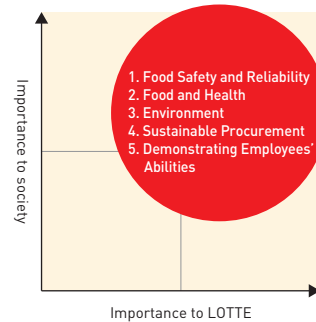 1. Food Safety and Reliability
2. Food and Health
3. Environment
4. Sustainable Procurement
5. Demonstrating Employees'
Abilities
Importance to society
Importance to LOTTE